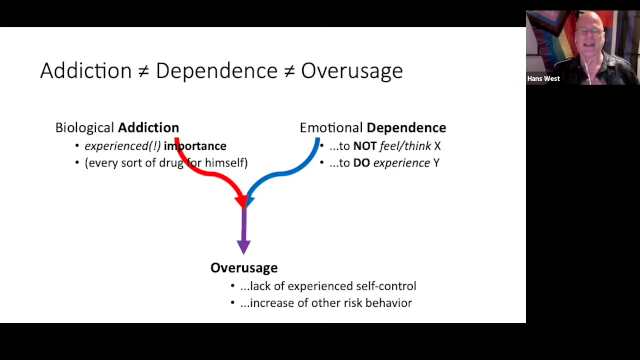 Addiction ≠ Dependence ≠ Overusage
Hans West
Biological Addiction
• experienced(!) importance
• (every sort of drug for himself)
Emotional Dependence
• ...to NOT feel/think X
• ...to DO experience Y
Overusage
• ...lack of experienced self-control
• ...increase of other risk behavior